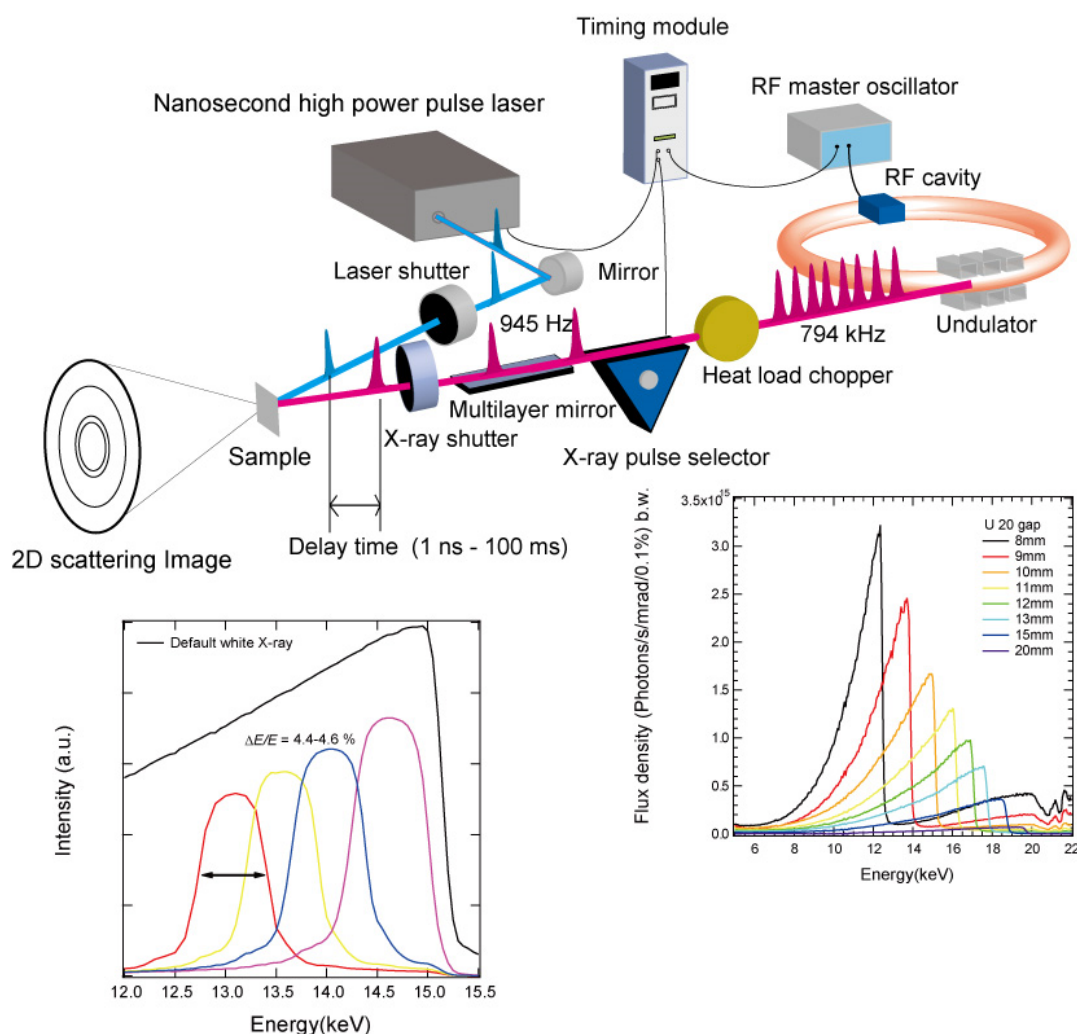 Timing module
RF master oscillator
Nanosecond high power pulse laser
RF cavity
Laser shutter
Mirror
945 Hz
794 kHz
Undulator
Heat load chopper
Multilayer mirror
X-ray shutter
X-ray pulse selector
Sample
2D scattering Image
Delay time (1 ns - 100 ms)
Default white X-ray
ΔE/E = 4.4-4.6 %
Intensity (a.u.)
12.0 12.5 13.0 13.5 14.0 14.5 15.0 15.5
Energy(keV)
3.5x10^15
3.0
2.5
2.0
1.5
1.0
0.5
0.0
Flux density (Photons/s/mrad/0.1%) b.w.
U 20 gap
8mm
9mm
10mm
11mm
12mm
13mm
15mm
20mm
6 8 10 12 14 16 18 20 22
Energy(keV)